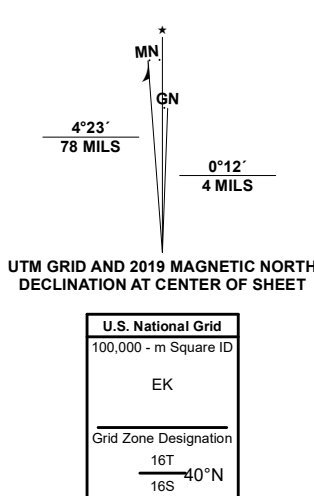 ★
MN
GN
4°23´
78 MILS
0°12´
4 MILS
UTM GRID AND 2019 MAGNETIC NORTH
DECLINATION AT CENTER OF SHEET
U.S. National Grid
100,000 - m Square ID
EK
Grid Zone Designation
16T
40°N
16S